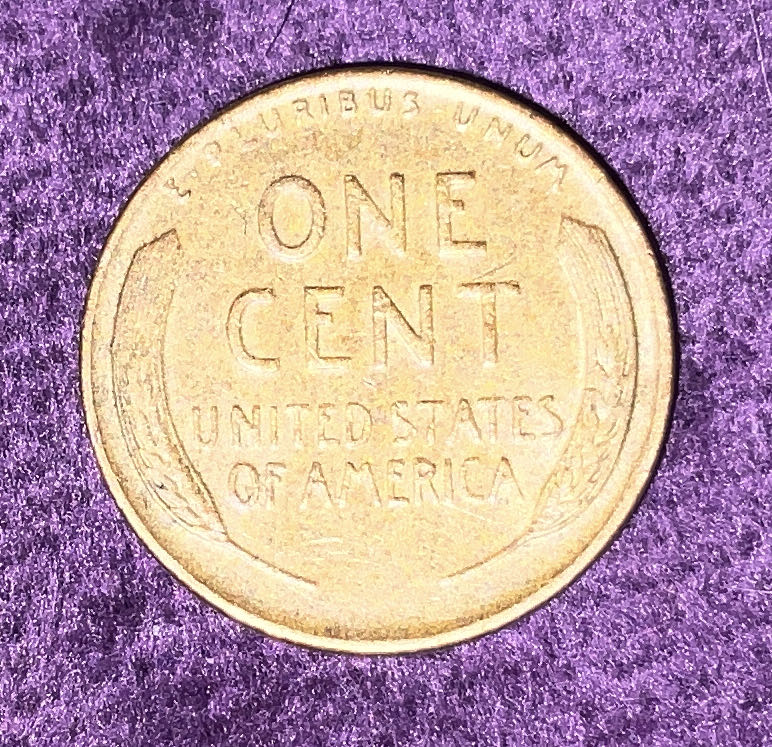 E PLURIBUS UNUM
ONE
CENT
UNITED STATES
OF AMERICA